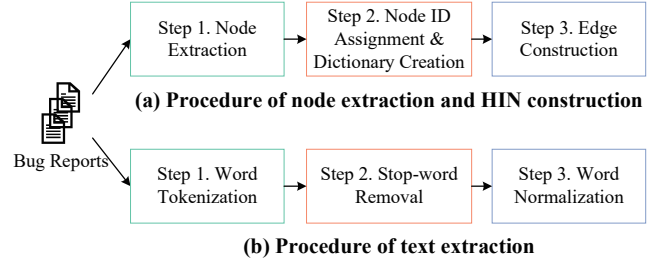 Step 1. Node
Extraction
Step 2. Node ID
Assignment &
Dictionary Creation
Step 3. Edge
Construction
(a) Procedure of node extraction and HIN construction
Bug Reports
Step 1. Word
Tokenization
Step 2. Stop-word
Removal
Step 3. Word
Normalization
(b) Procedure of text extraction